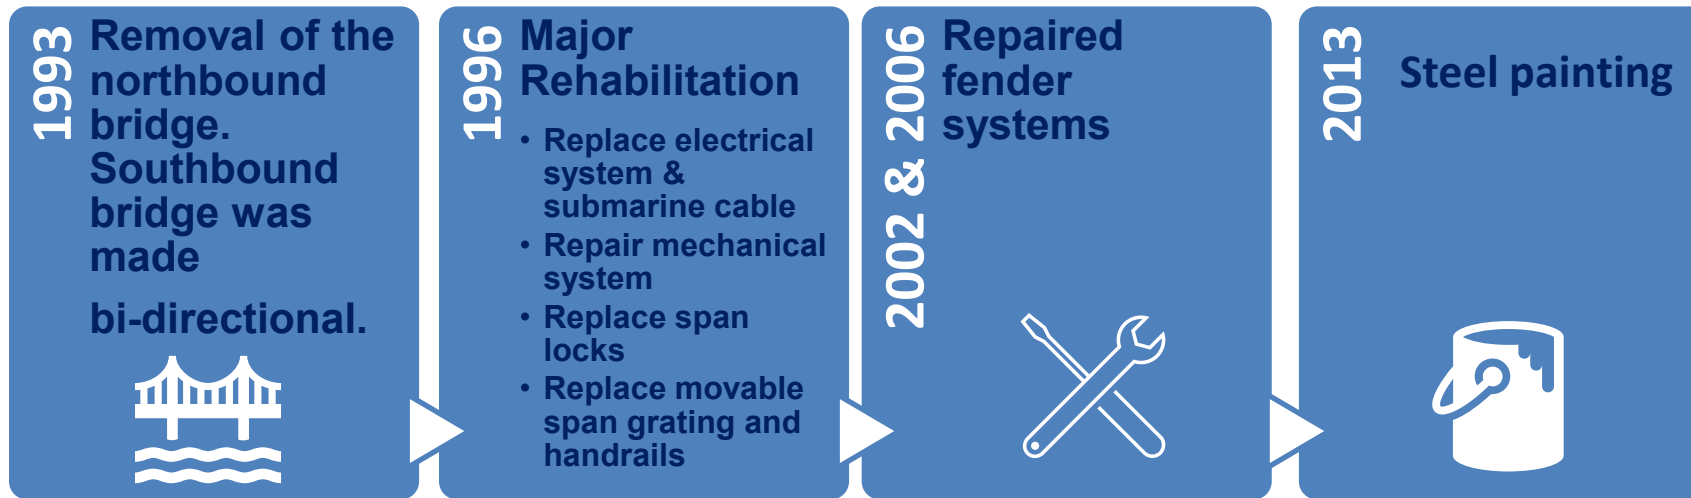 1993
Removal of the
northbound
bridge.
Southbound
bridge was
made
bi-directional.
1996
Major
Rehabilitation
• Replace electrical
system &
submarine cable
• Repair mechanical
system
• Replace span
locks
• Replace movable
span grating and
handrails
2002 & 2006
Repaired
fender
systems
2013
Steel painting